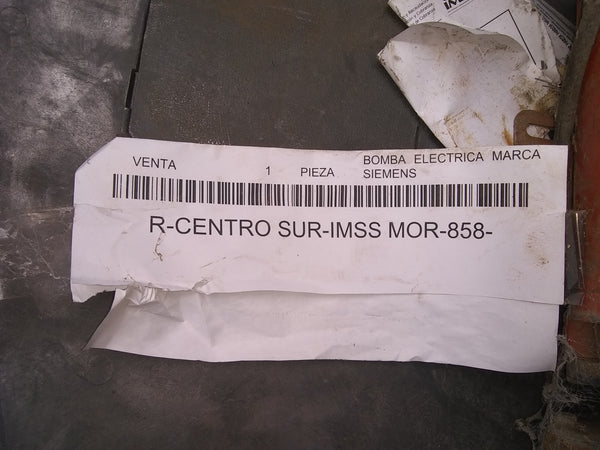 VENTA 1 PIEZA BOMBA ELECTRICA MARCA
SIEMENS
R-CENTRO SUR-IMSS MOR-858-